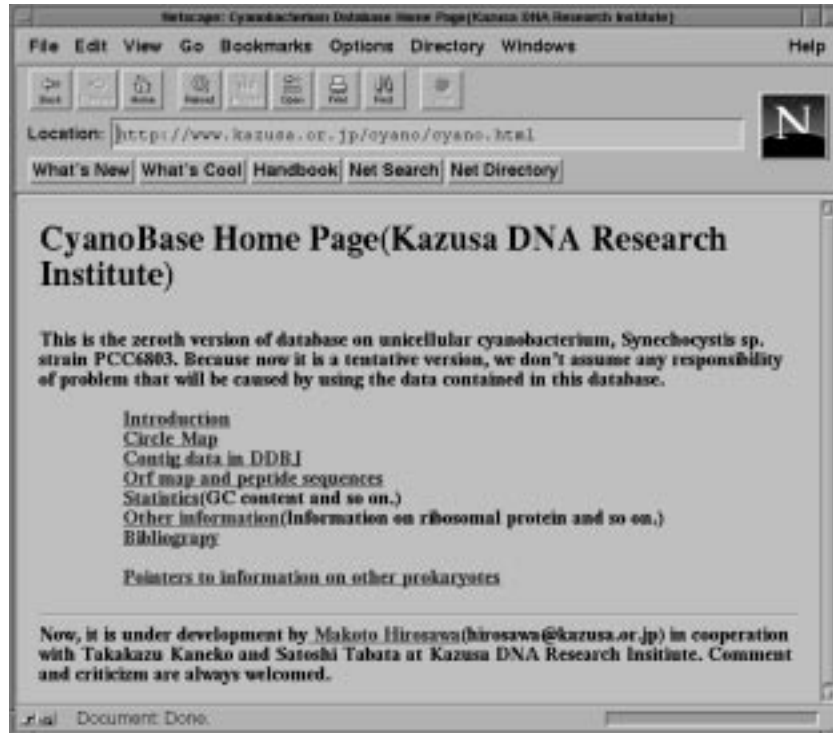 Netscape: Cyanobacterium Database Home Page(Kazusa DNA Research Institute)
File Edit View Go Bookmarks Options Directory Windows Help
Back Home Reload Open Print Find
Location: http://www.kazusa.or.jp/cyano/cyano.html
N
What's New What's Cool Handbook Net Search Net Directory
CyanoBase Home Page(Kazusa DNA Research
Institute)
This is the zeroth version of database on unicellular cyanobacterium, Synechocystis sp.
strain PCC6803. Because now it is a tentative version, we don't assume any responsibility
of problem that will be caused by using the data contained in this database.
Introduction
Circle Map
Contig data in DDBJ
Orf map and peptide sequences
Statistics(GC content and so on.)
Other information(Information on ribosomal protein and so on.)
Bibliograpy
Pointers to information on other prokaryotes
Now, it is under development by Makoto Hirosawa(hirosawa@kazusa.or.jp) in cooperation
with Takakazu Kaneko and Satoshi Tabata at Kazusa DNA Research Insitiute. Comment
and criticizm are always welcomed.
Document: Done.